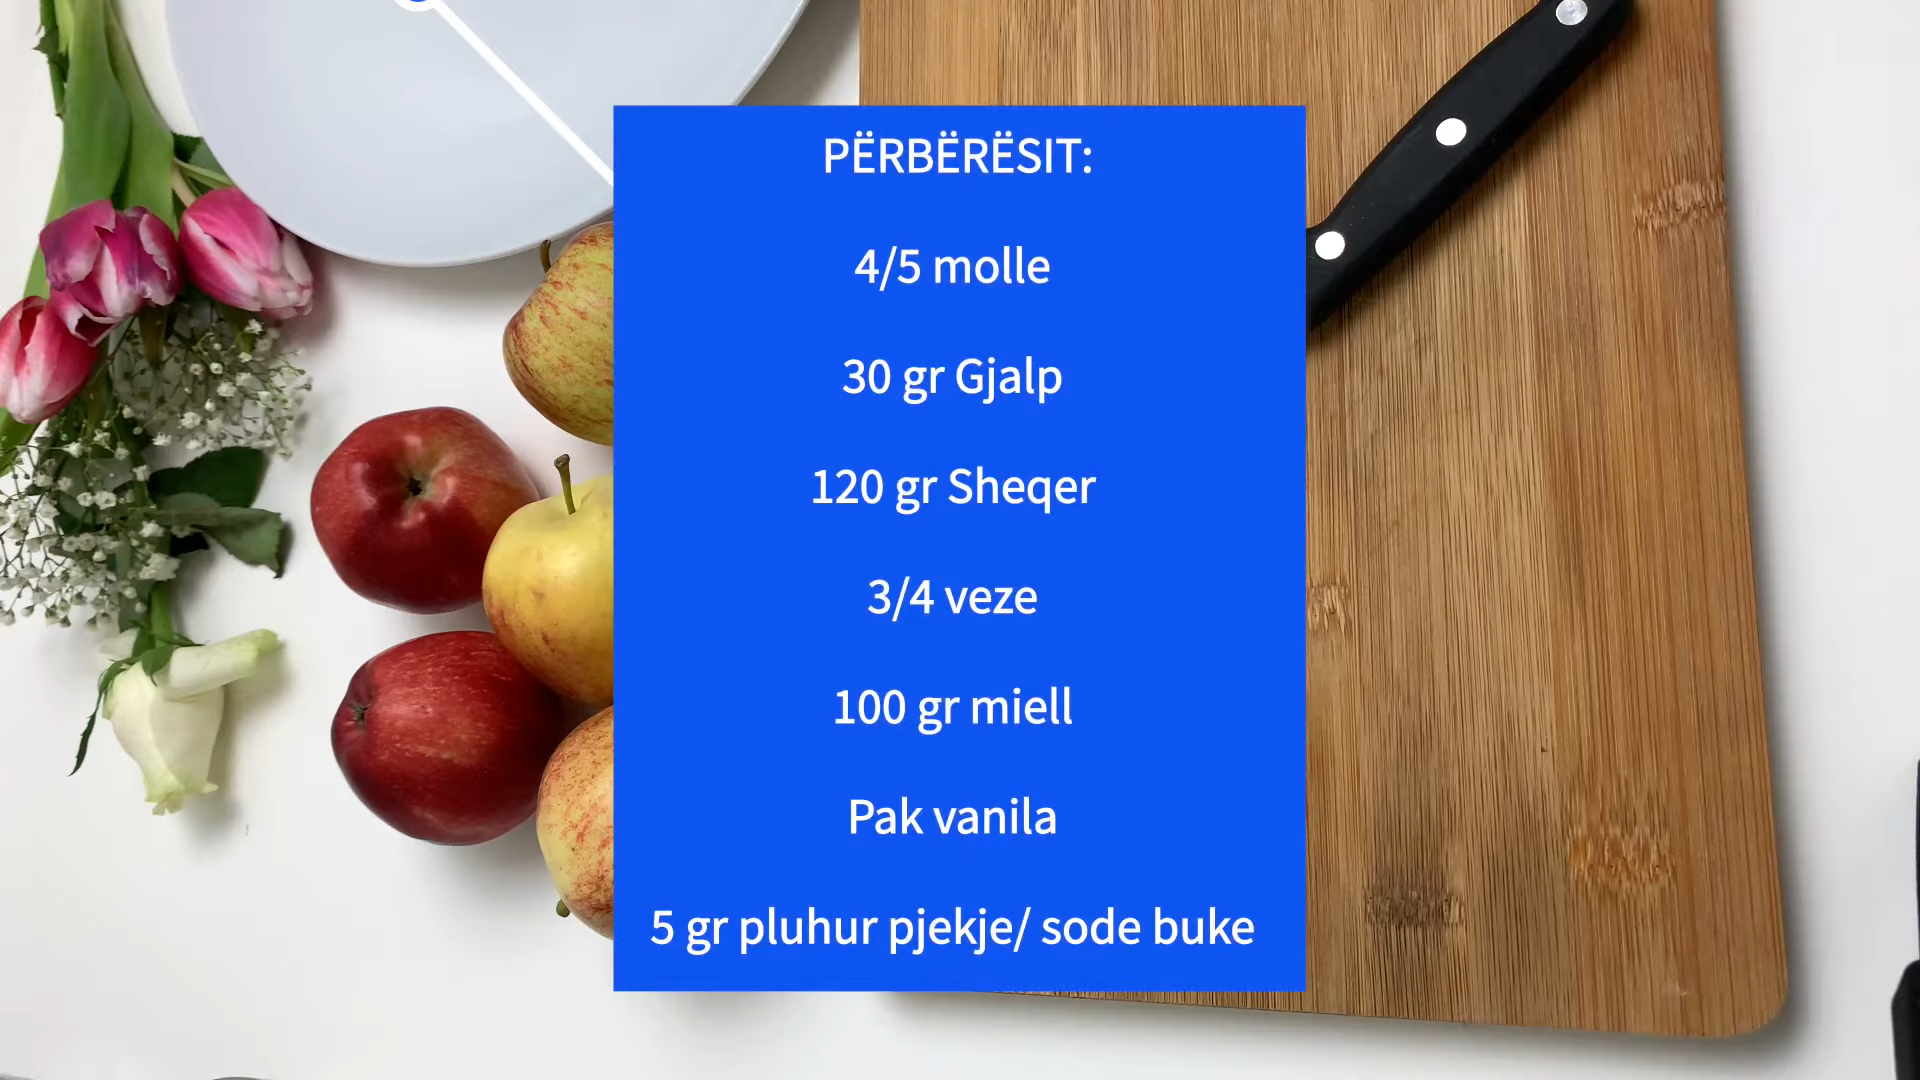 PËRBËRËSIT:
4/5 molle
30 gr Gjalp
120 gr Sheqer
3/4 veze
100 gr miell
Pak vanila
5 gr pluhur pjekje/ sode buke